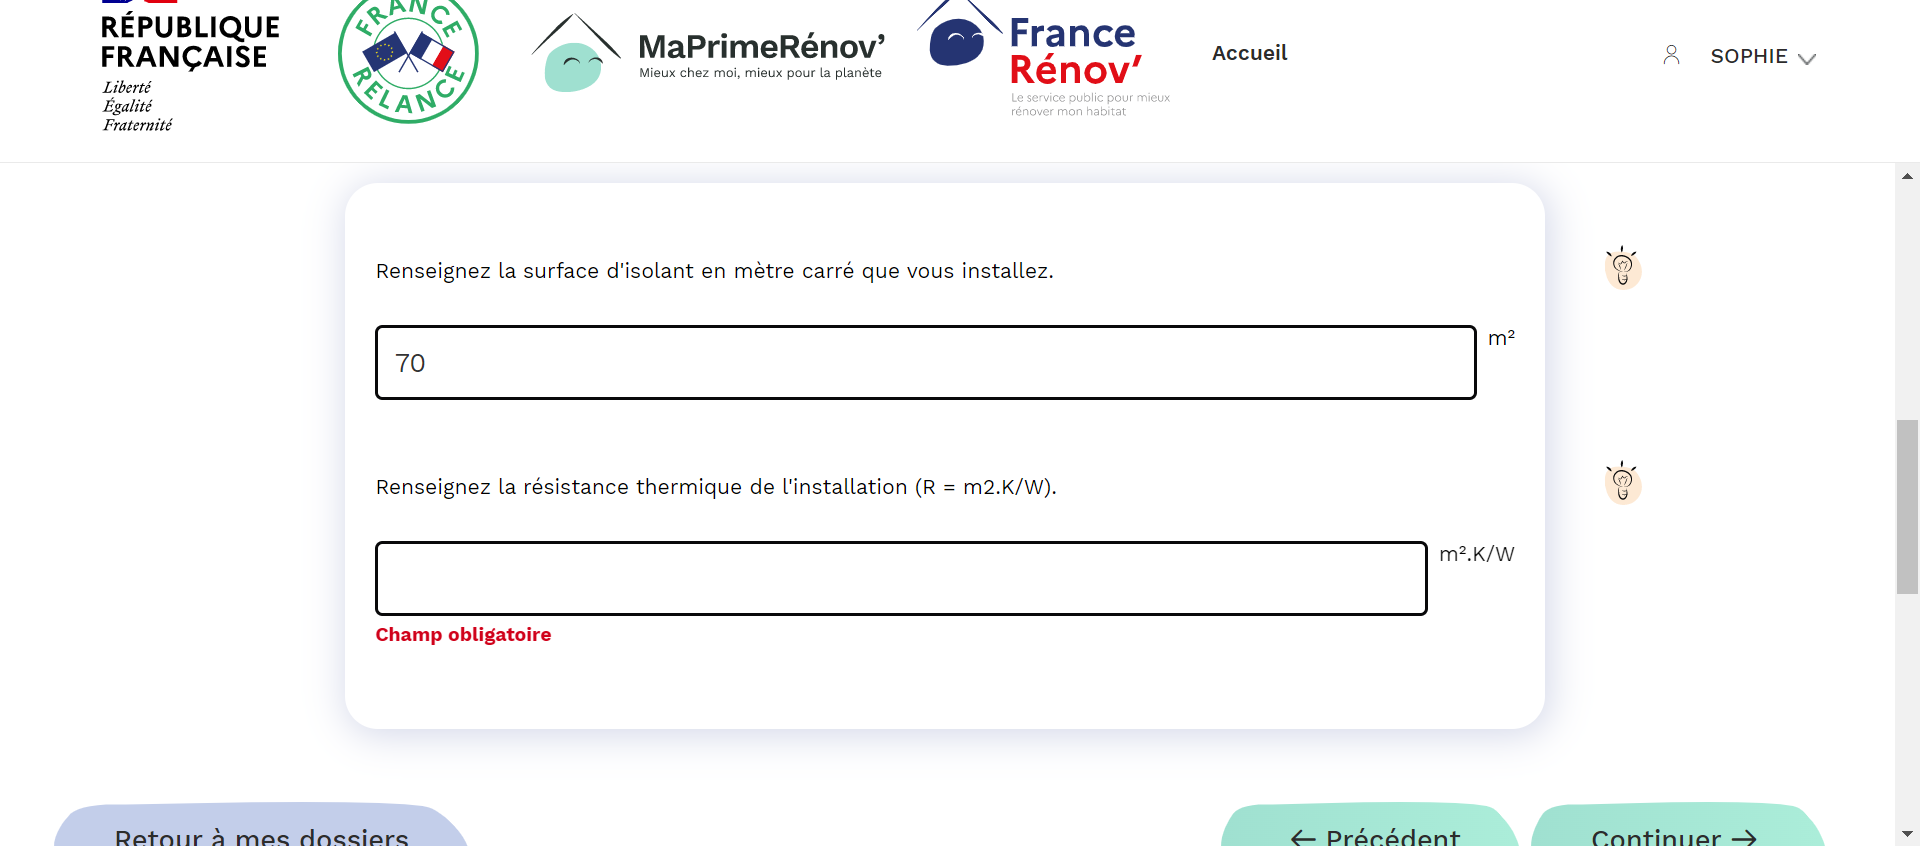 RÉPUBLIQUE
FRANÇAISE
Liberté
Égalité
Fraternité
FRANCE
RELANCE
MaPrimeRénov’
Mieux chez moi, mieux pour la planète
France
Rénov’
Le service public pour mieux
rénover mon habitat
Accueil
SOPHIE
Renseignez la surface d'isolant en mètre carré que vous installez.
70
m²
Renseignez la résistance thermique de l'installation (R = m2.K/W).
m².K/W
Champ obligatoire
Retour à mes dossiers
← Précédent
Continuer →